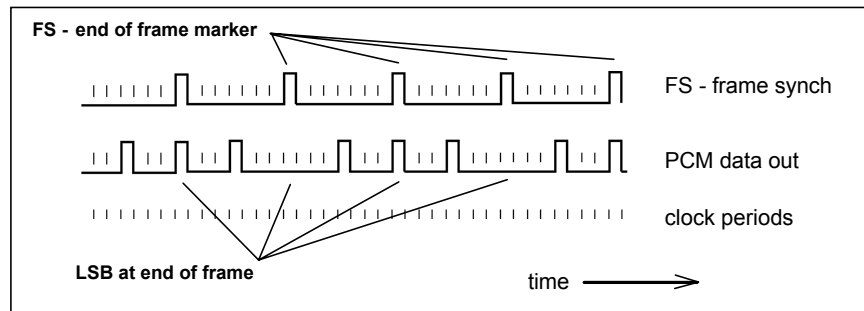 FS - end of frame marker
FS - frame synch
PCM data out
clock periods
LSB at end of frame
time